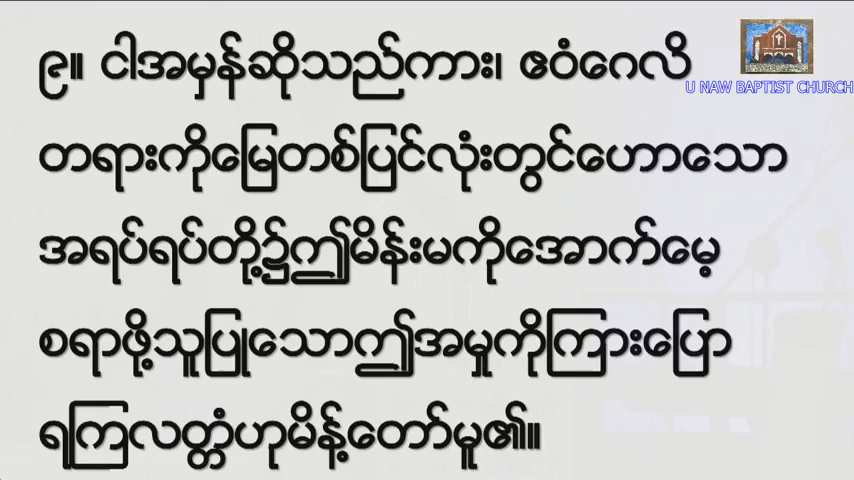 ၉။ ငါအမှန်ဆိုသည်ကား၊ ဧဝံဂေလိ
U NAW BAPTIST CHURCH
တရားကိုမြေတစ်ပြင်လုံးတွင်ဟောသော
အရပ်ရပ်တို့၌ဤမိန်းမကိုအောက်မေ့
စရာဖို့သူပြုသောဤအမှုကိုကြားပြော
ရကြလတ္တံဟုမိန့်တော်မူ၏။